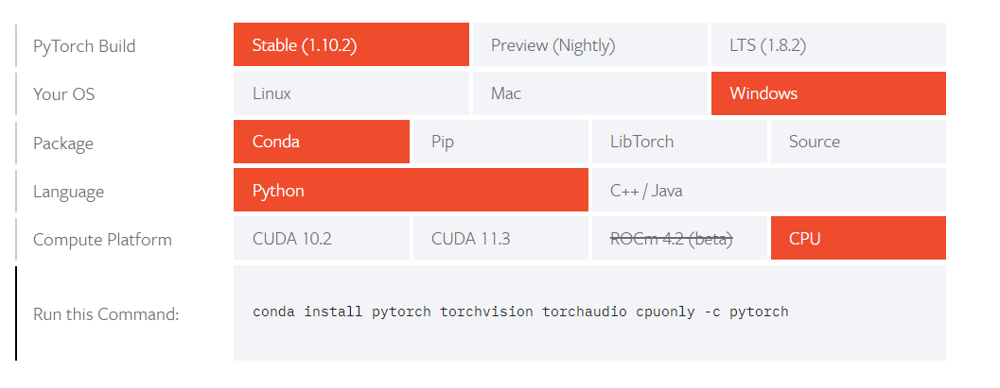 PyTorch Build Stable (1.10.2) Preview (Nightly) LTS (1.8.2)
Your OS Linux Mac Windows
Package Conda Pip LibTorch Source
Language Python C++ / Java
Compute Platform CUDA 10.2 CUDA 11.3 ROCm 4.2 (beta) CPU
Run this Command: conda install pytorch torchvision torchaudio cpuonly -c pytorch